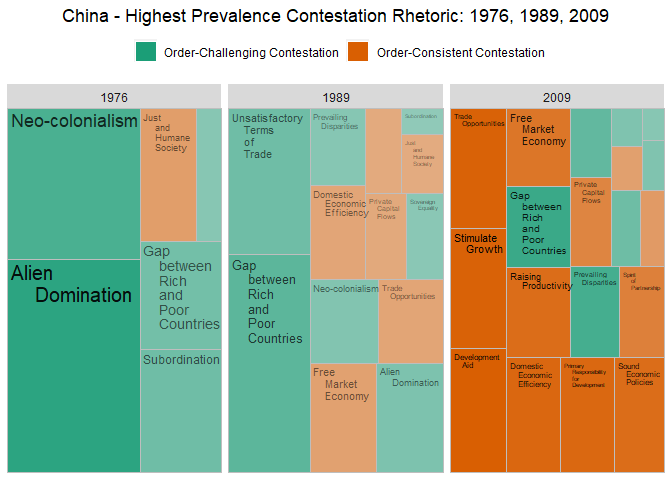 China - Highest Prevalence Contestation Rhetoric: 1976, 1989, 2009
Order-Challenging Contestation
Order-Consistent Contestation
1976
Neo-colonialism
Just
and
Humane
Society
Alien
Domination
Gap
between
Rich
and
Poor
Countries
Subordination
1989
Unsatisfactory
Terms
of
Trade
Prevailing
Disparities
Subordination
Just
and
Humane
Society
Domestic
Economic
Efficiency
Private
Capital
Flows
Sovereign
Equality
Gap
between
Rich
and
Poor
Countries
Neo-colonialism
Trade
Opportunities
Free
Market
Economy
Alien
Domination
2009
Trade
Opportunities
Free
Market
Economy
Private
Capital
Flows
Gap
between
Rich
and
Poor
Countries
Stimulate
Growth
Raising
Productivity
Prevailing
Disparities
Spirit
of
Partnership
Development
Aid
Domestic
Economic
Efficiency
Primary
Responsibility
for
Development
Sound
Economic
Policies